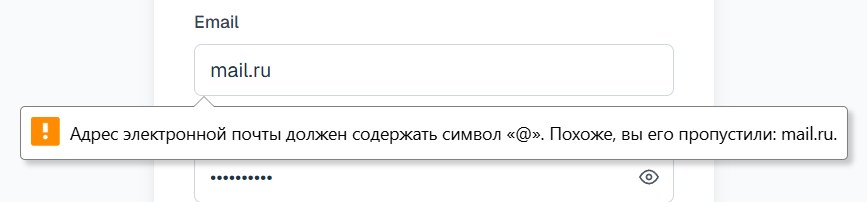 Email
mail.ru
Адрес электронной почты должен содержать символ «@». Похоже, вы его пропустили: mail.ru.
••••••••••